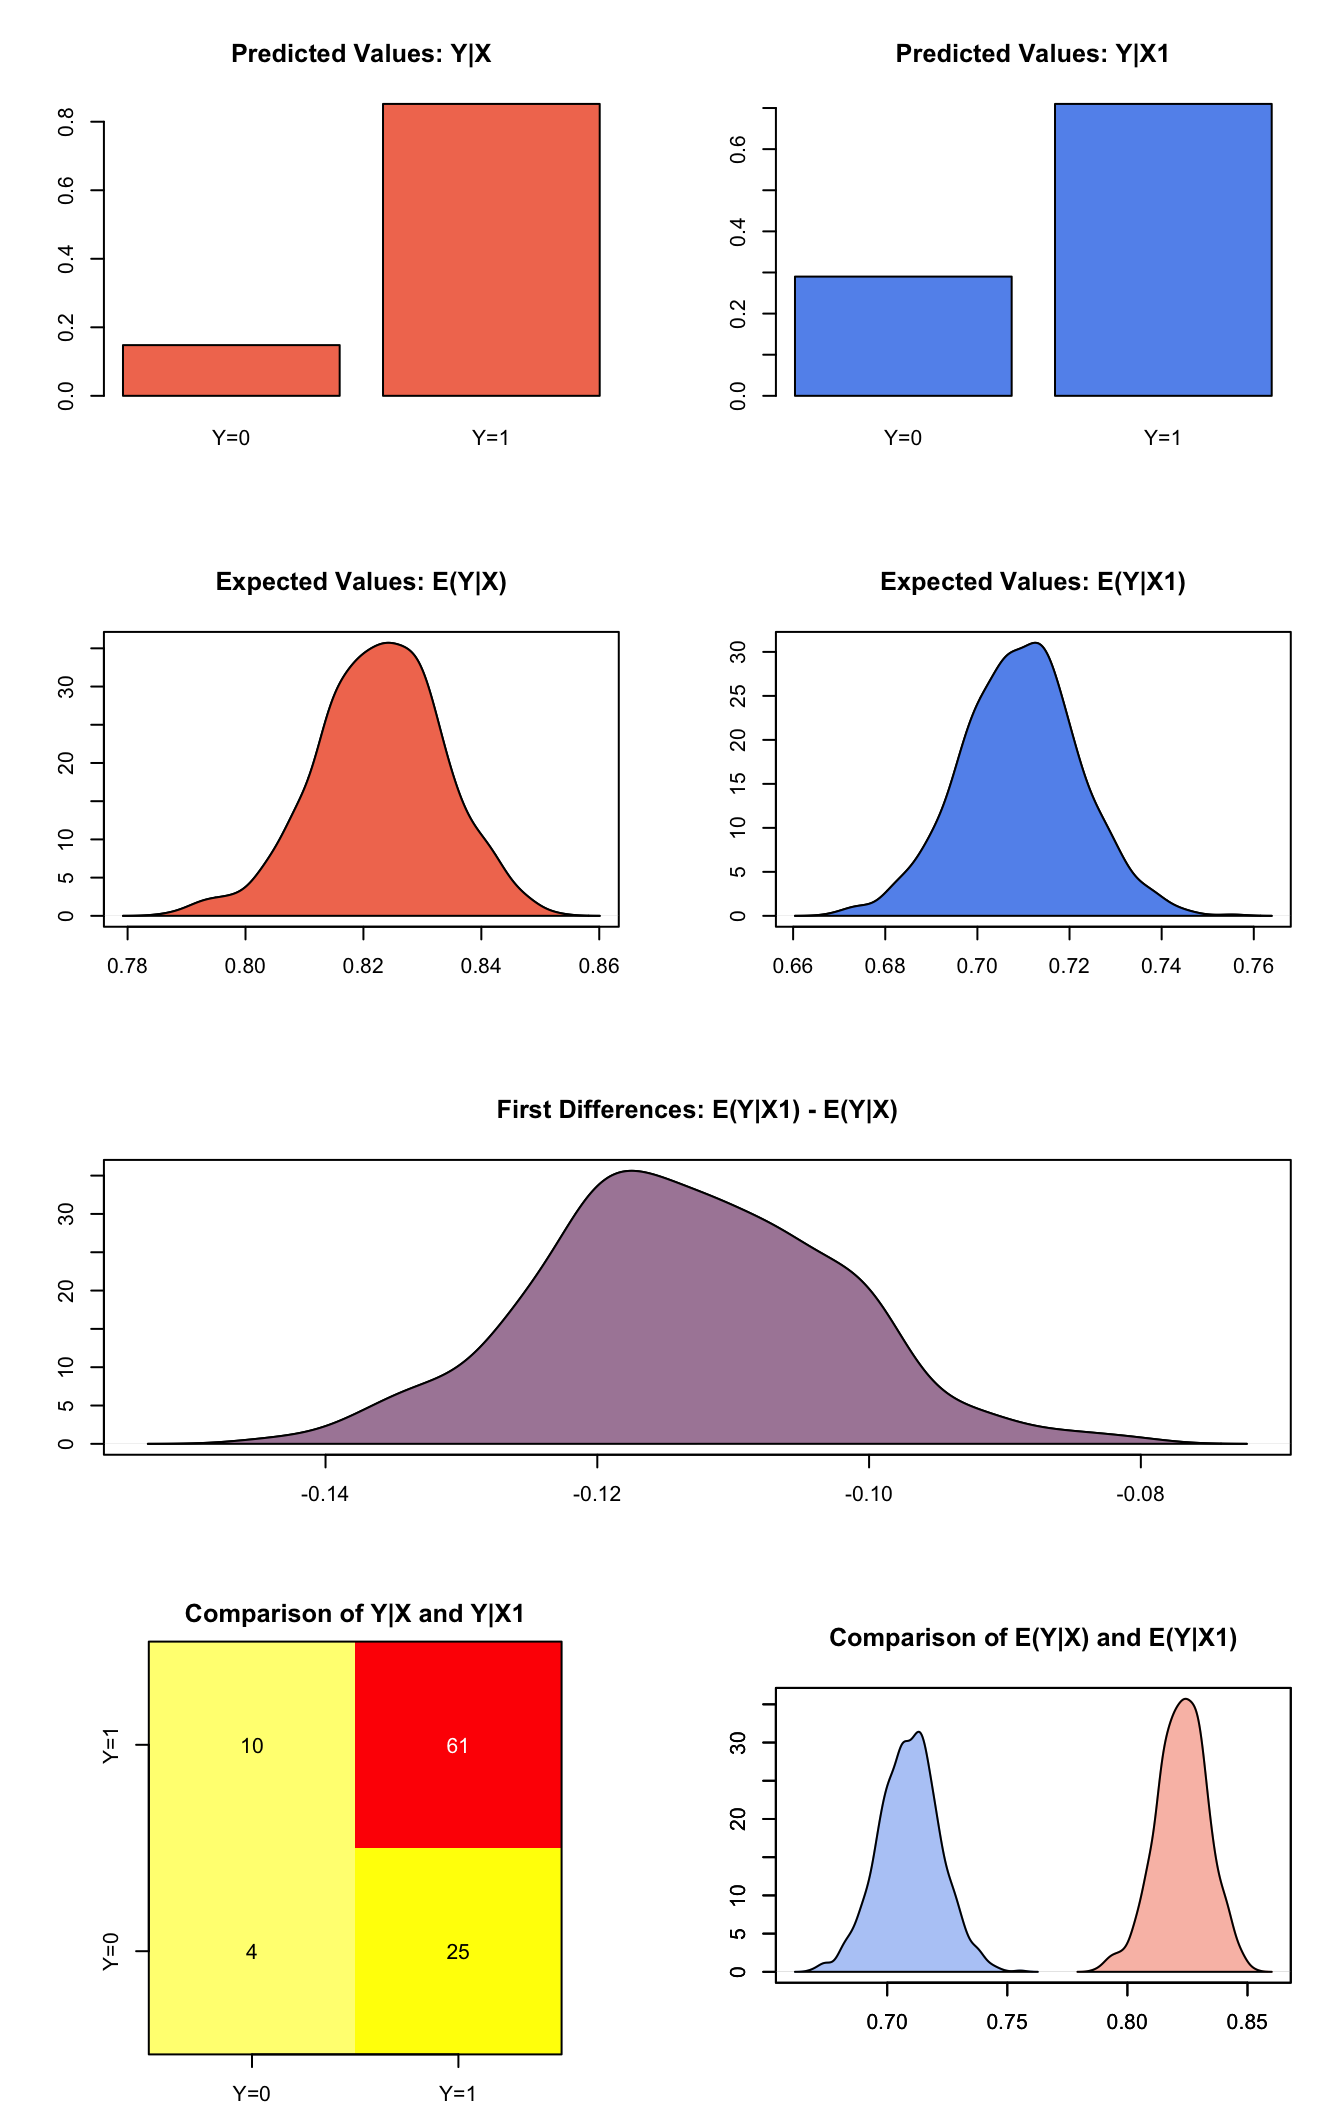 Predicted Values: Y|X
0.8
0.6
0.4
0.2
0.0
Y=0 Y=1
Predicted Values: Y|X1
0.6
0.4
0.2
0.0
Y=0 Y=1
Expected Values: E(Y|X)
30
20
10
5
0
0.78 0.80 0.82 0.84 0.86
Expected Values: E(Y|X1)
30
25
20
15
10
5
0
0.66 0.68 0.70 0.72 0.74 0.76
First Differences: E(Y|X1) - E(Y|X)
30
20
10
5
0
-0.14 -0.12 -0.10 -0.08
Comparison of Y|X and Y|X1
Y=1 10 61
Y=0 4 25
Y=0 Y=1
Comparison of E(Y|X) and E(Y|X1)
30
20
10
5
0
0.70 0.75 0.80 0.85